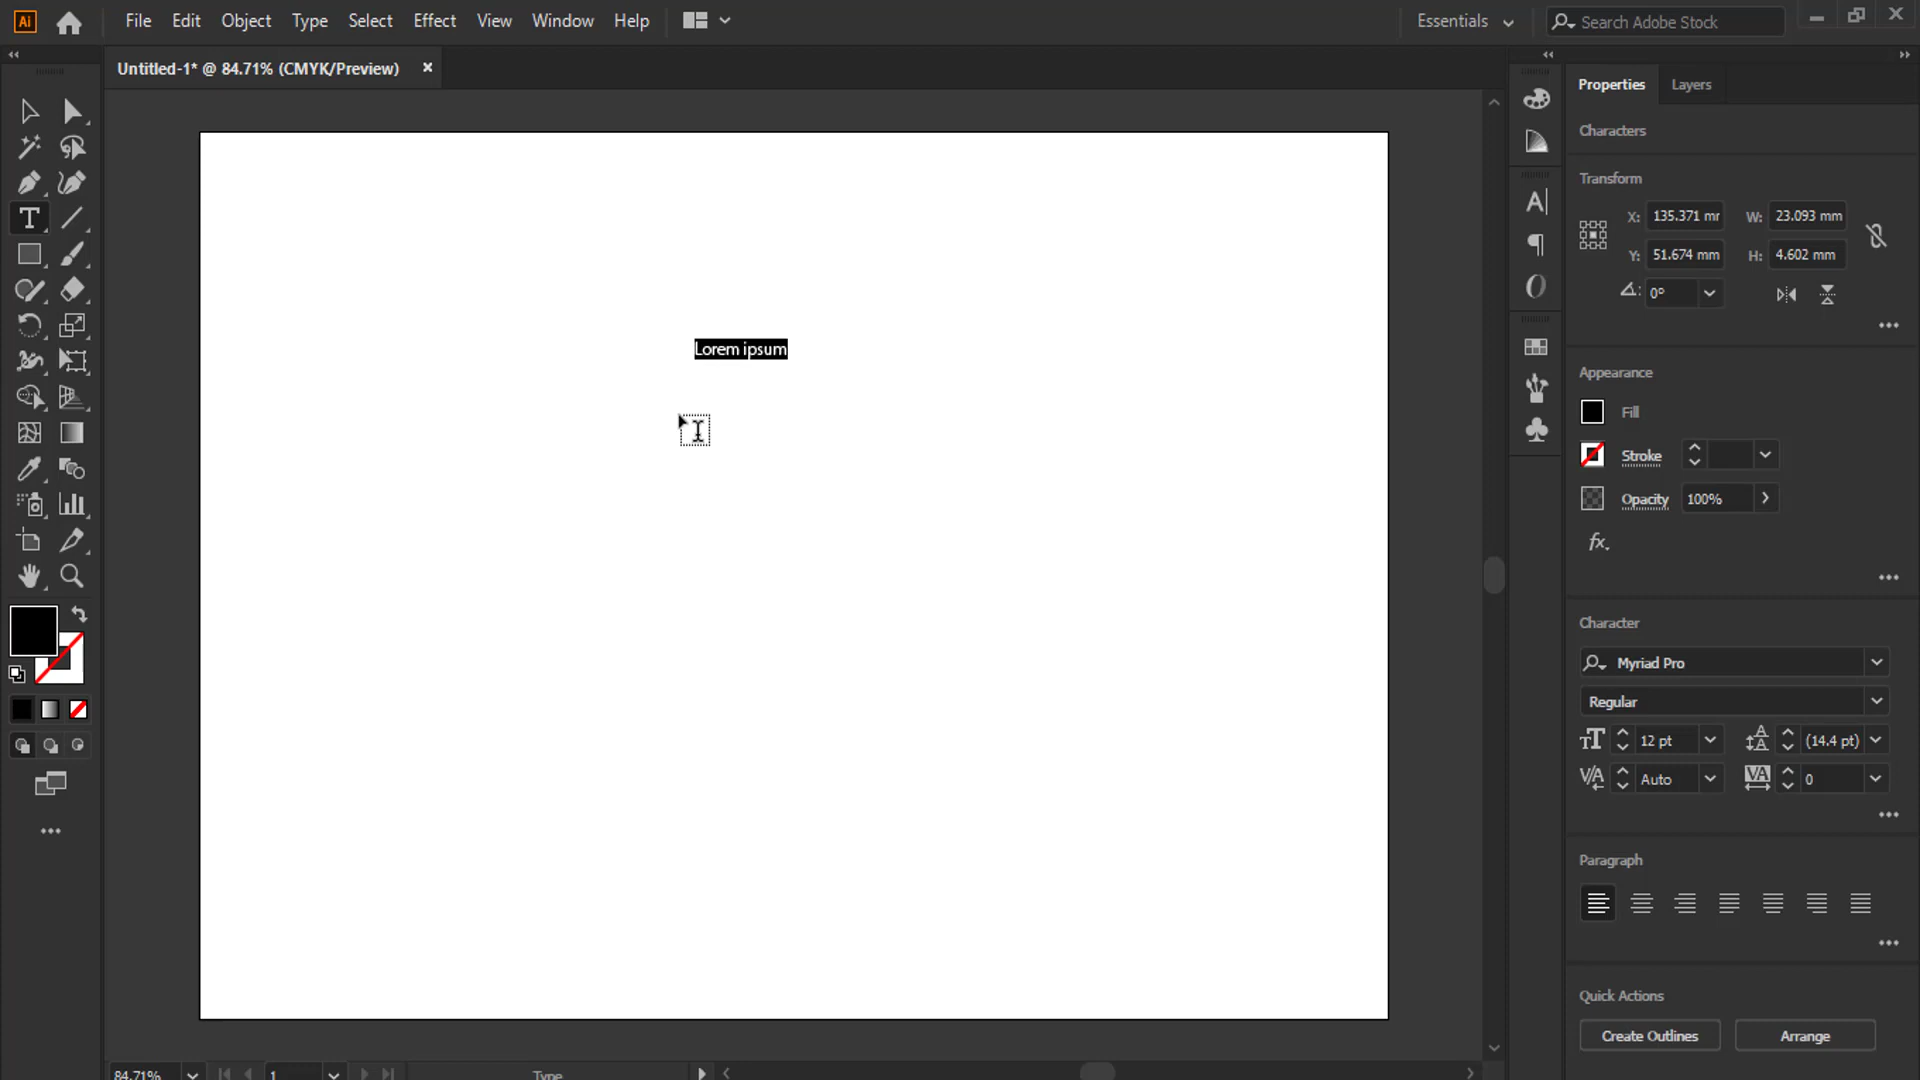 Ai File Edit Object Type Select Effect View Window Help Essentials Search Adobe Stock
Untitled-1* @ 84.71% (CMYK/Preview) ×
Properties Layers
Characters
Transform
X: 135.371 mr W: 23.093 mm
Y: 51.674 mm H: 4.602 mm
0°
Lorem ipsum
Appearance
Fill
Stroke
Opacity 100%
fx.
Character
Myriad Pro
Regular
12 pt (14.4 pt)
Auto 0
Paragraph
Quick Actions
Create Outlines Arrange
84.71% 1 Type